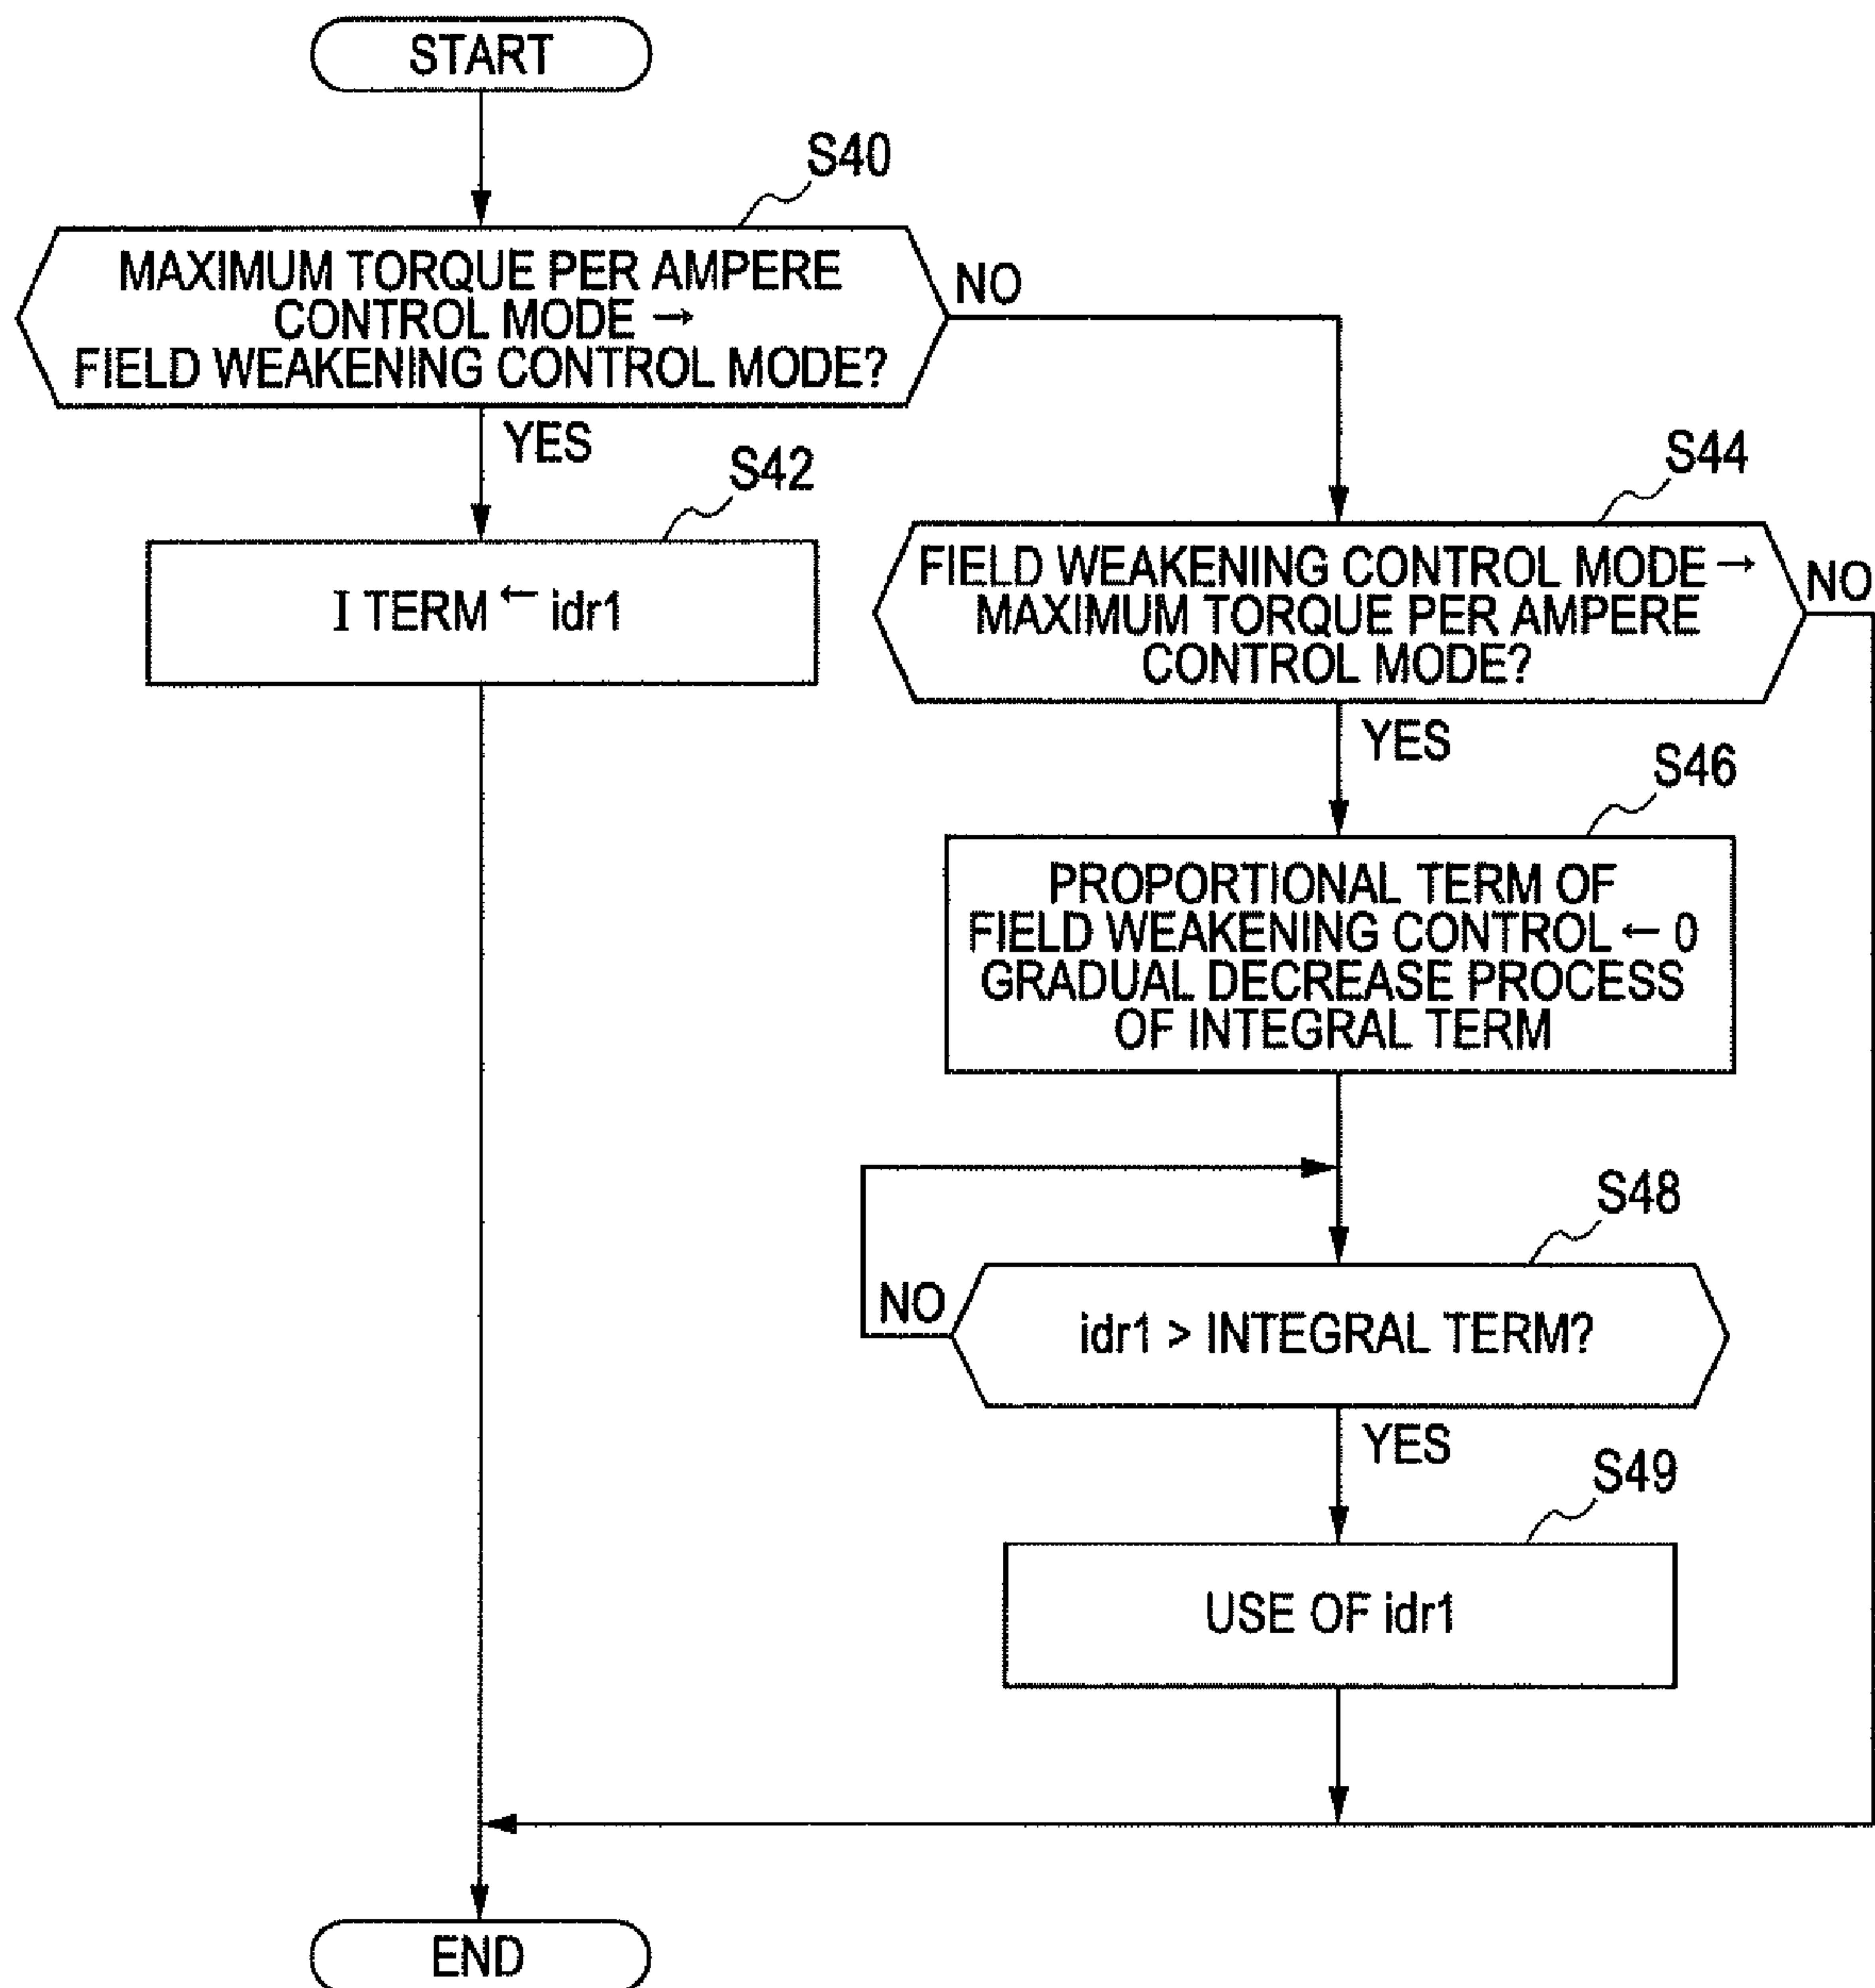 START
S40
MAXIMUM TORQUE PER AMPERE
CONTROL MODE →
FIELD WEAKENING CONTROL MODE?
NO
YES
S42
I TERM ← idr1
S44
FIELD WEAKENING CONTROL MODE →
MAXIMUM TORQUE PER AMPERE
CONTROL MODE?
NO
YES
S46
PROPORTIONAL TERM OF
FIELD WEAKENING CONTROL ← 0
GRADUAL DECREASE PROCESS
OF INTEGRAL TERM
S48
NO
idr1 > INTEGRAL TERM?
YES
S49
USE OF idr1
END